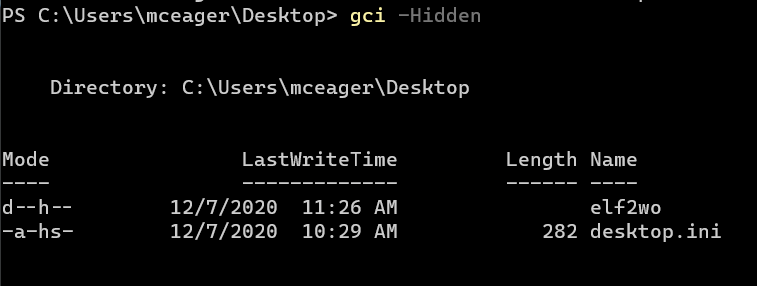 PS C:\Users\mceager\Desktop> gci -Hidden
Directory: C:\Users\mceager\Desktop
Mode LastWriteTime Length Name
---- ------------- ------ ----
d--h-- 12/7/2020 11:26 AM elf2wo
-a-hs- 12/7/2020 10:29 AM 282 desktop.ini